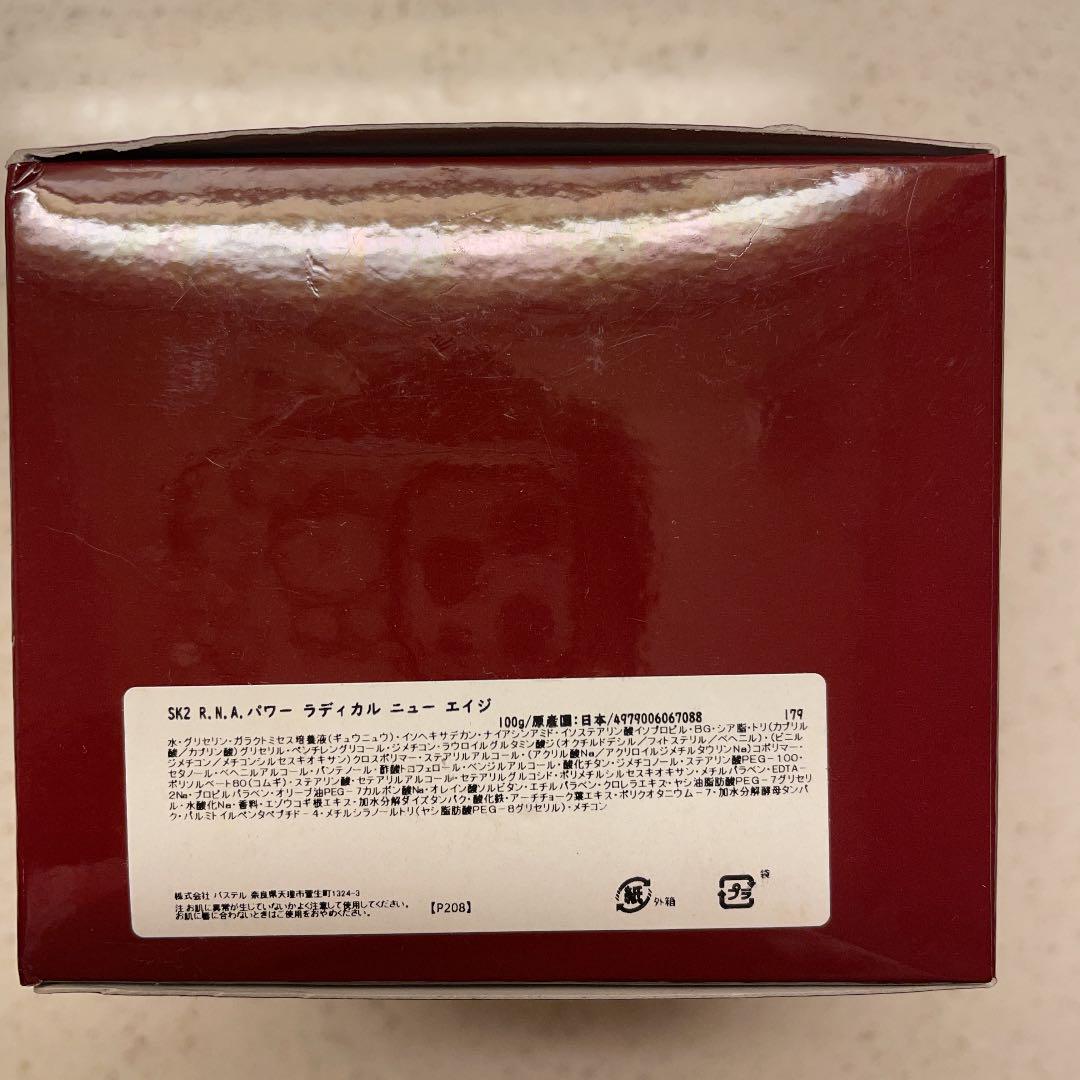 SK2 R.N.A.パワー ラディカル ニュー エイジ
100g/原産国:日本/4979006067088
179
水・グリセリン・ガラクトミセス培養液(ギュウニュウ)・イソヘキサデカン・ナイアシンアミド・イソステアリン酸イソプロピル・BG・シア脂・トリ(カプリル
酸/カプリン酸)グリセリル・ペンチレングリコール・ジメチコン・ラウロイルグルタミン酸ジ(オクチルドデシル/フィトステリル/ベヘニル)・(ビニル
ジメチコン/メチコンシルセスキオキサン)クロスポリマー・ステアリルアルコール・(アクリル酸Na/アクリロイルジメチルタウリンNa)コポリマー・
セタノール・ベヘニルアルコール・パンテノール・酢酸トコフェロール・ベンジルアルコール・酸化チタン・ジメチコノール・ステアリン酸PEG-100・
ポリソルベート80(コムギ)・ステアリン酸・セテアリルアルコール・セテアリルグルコシド・ポリメチルシルセスキオキサン・メチルパラベン・EDTA-
2Na・プロピルパラベン・オリーブ油PEG-7カルボン酸Na・オレイン酸ソルビタン・エチルパラベン・クロレラエキス・ヤシ油脂肪酸PEG-7グリセリ
ル・水酸化Na・香料・エゾウコギ根エキス・加水分解ダイズタンパク・酸化鉄・アーチチョーク葉エキス・ポリクオタニウム-7・加水分解酵母タンパ
ク・パルミトイルペンタペプチド-4・メチルシラノールトリ(ヤシ脂肪酸PEG-8グリセリル)・メチコン
株式会社 パステル 奈良県天理市萱生町1324-3
注 お肌に異常が生じていないかよく注意して使用してください。
お肌に合わないときはご使用をおやめください。
【P208】
紙 外箱
プラ 袋